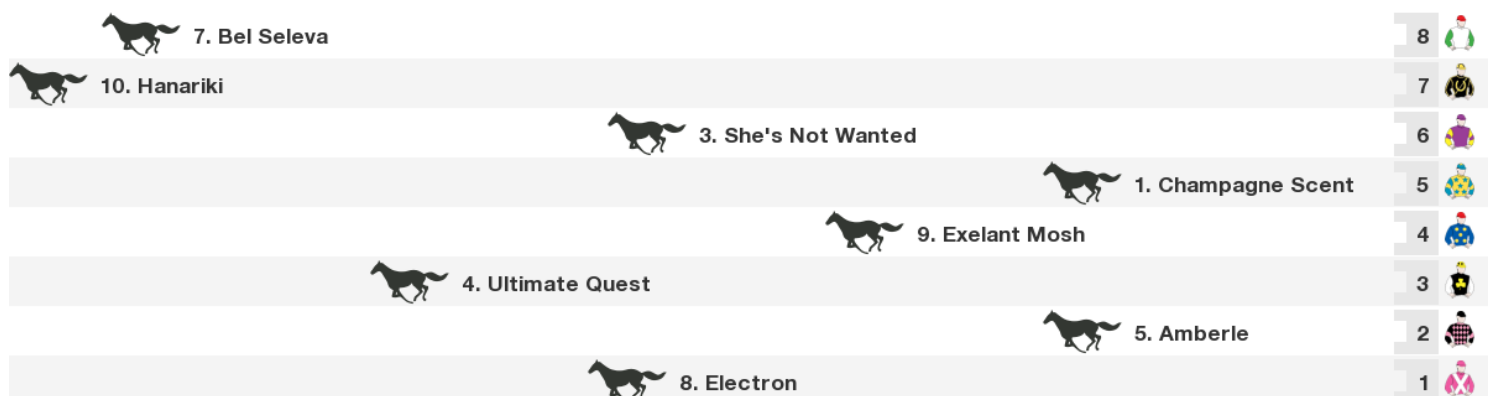 7. Bel Seleva 8
10. Hanariki 7
3. She's Not Wanted 6
1. Champagne Scent 5
9. Exelant Mosh 4
4. Ultimate Quest 3
5. Amberle 2
8. Electron 1